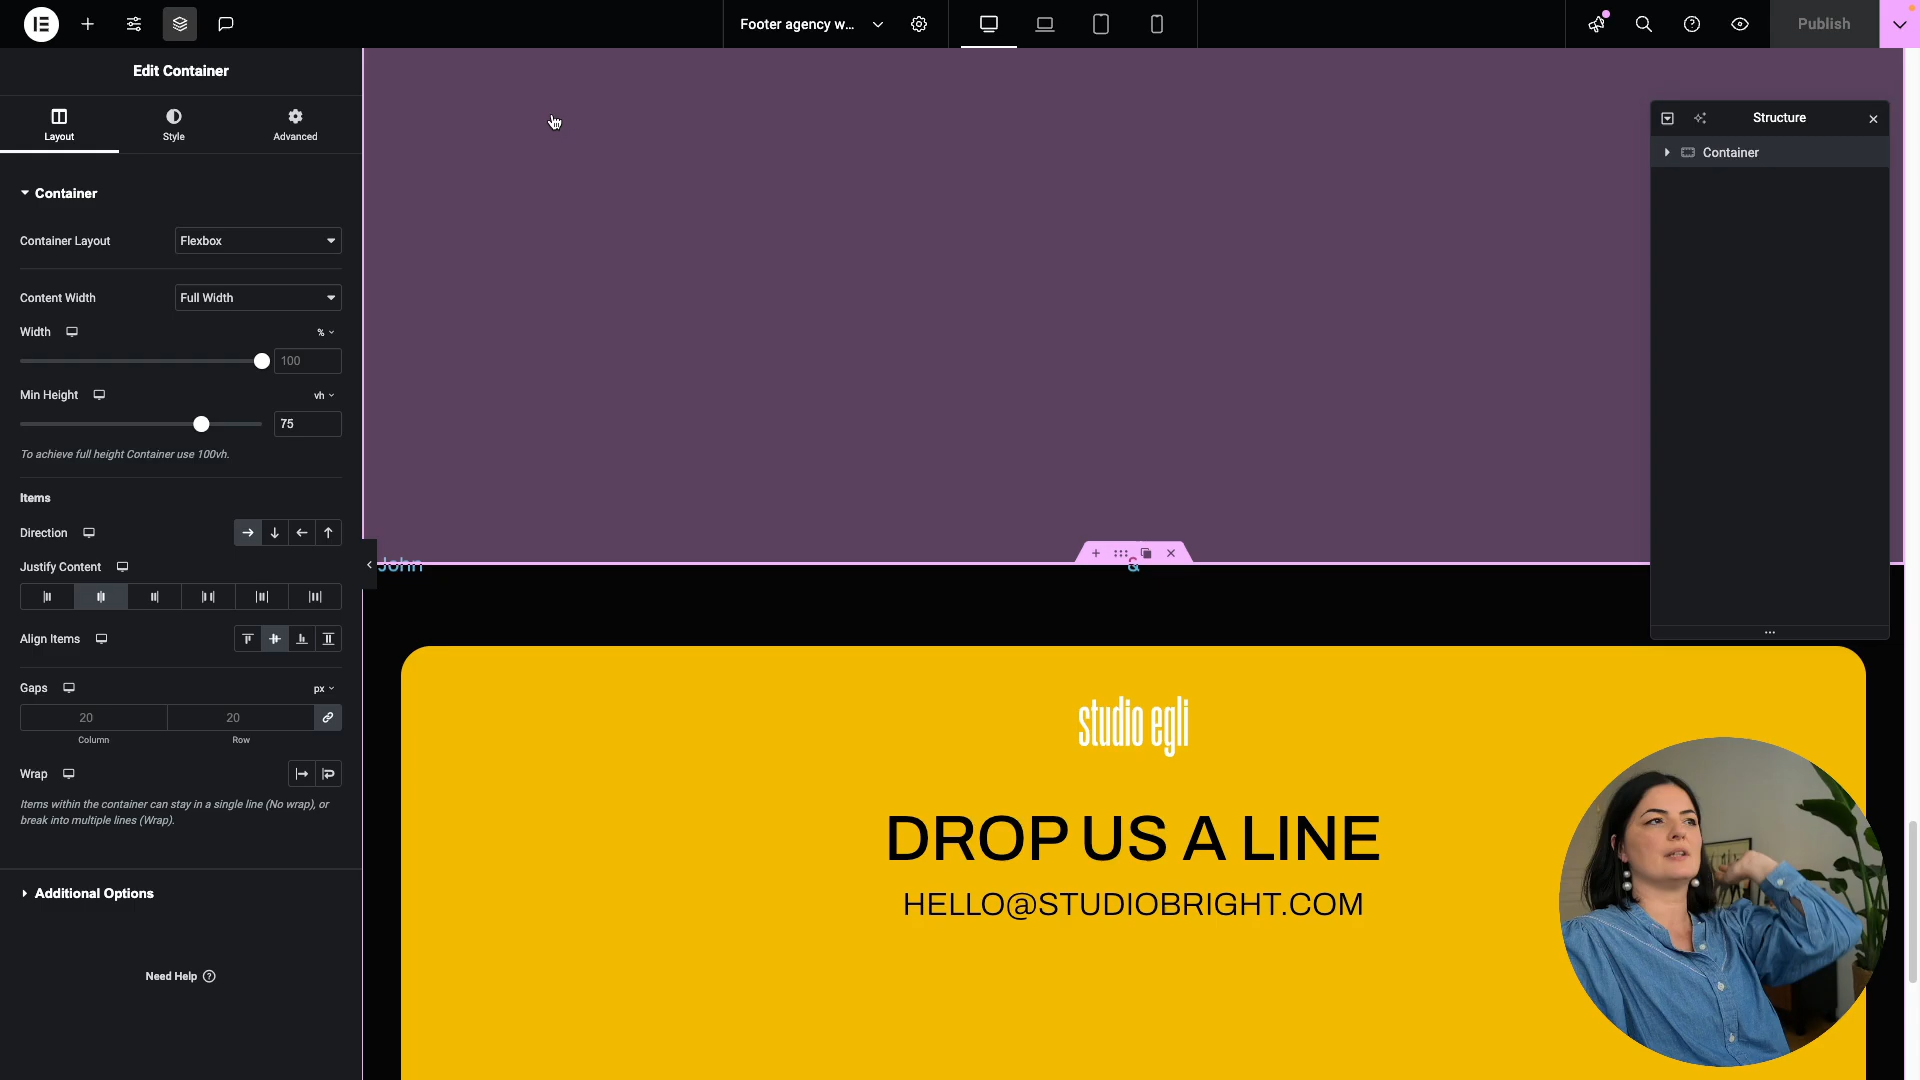 Footer agency w...
Publish
Edit Container
Layout
Style
Advanced
Container
Container Layout
Flexbox
Content Width
Full Width
Width
%
100
Min Height
vh
75
To achieve full height Container use 100vh.
Items
Direction
Justify Content
Align Items
Gaps
px
20
20
Column
Row
Wrap
Items within the container can stay in a single line (No wrap), or
break into multiple lines (Wrap).
Additional Options
Need Help
Structure
Container
John
&
studio egli
DROP US A LINE
HELLO@STUDIOBRIGHT.COM